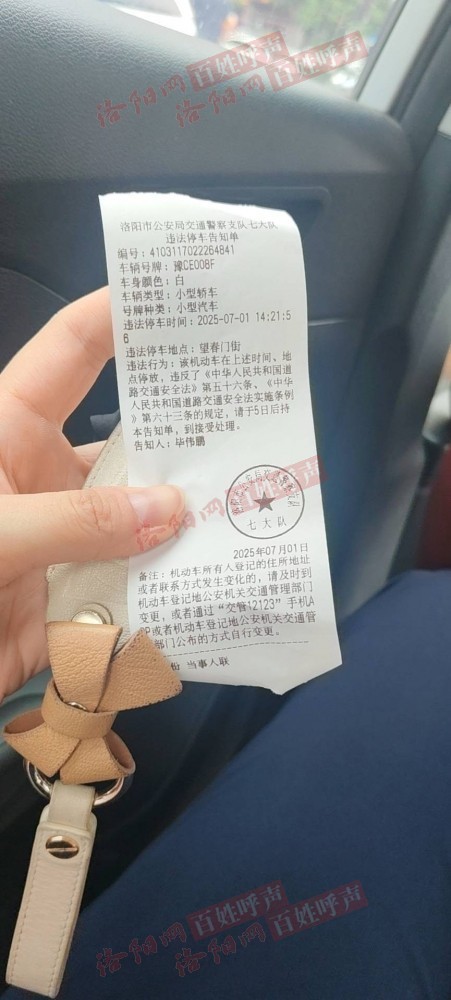 洛阳网 百姓呼声
洛阳网 百姓呼声
洛阳市公安局交通警察支队七大队
违法停车告知单
编号: 4103117022264841
车辆号牌: 豫CE008F
车身颜色: 白
车辆类型: 小型轿车
号牌种类: 小型汽车
违法停车时间: 2025-07-01 14:21:5
6
违法停车地点: 望春门街
违法行为: 该机动车在上述时间、地
点停放, 违反了《中华人民共和国道
路交通安全法》第五十六条、《中华
人民共和国道路交通安全法实施条例
》第六十三条的规定, 请于5日后持
本告知单, 到接受处理。
告知人: 毕伟鹏
洛阳网 百姓呼声
七大队
2025年07月01日
备注: 机动车所有人登记的住所地址
或者联系方式发生变化的, 请及时到
机动车登记地公安机关交通管理部门
变更, 或者通过“交管12123”手机A
P或者机动车登记地公安机关交通管
部门公布的方式自行变更。
份 当事人联
洛阳网 百姓呼声
洛阳网 百姓呼声